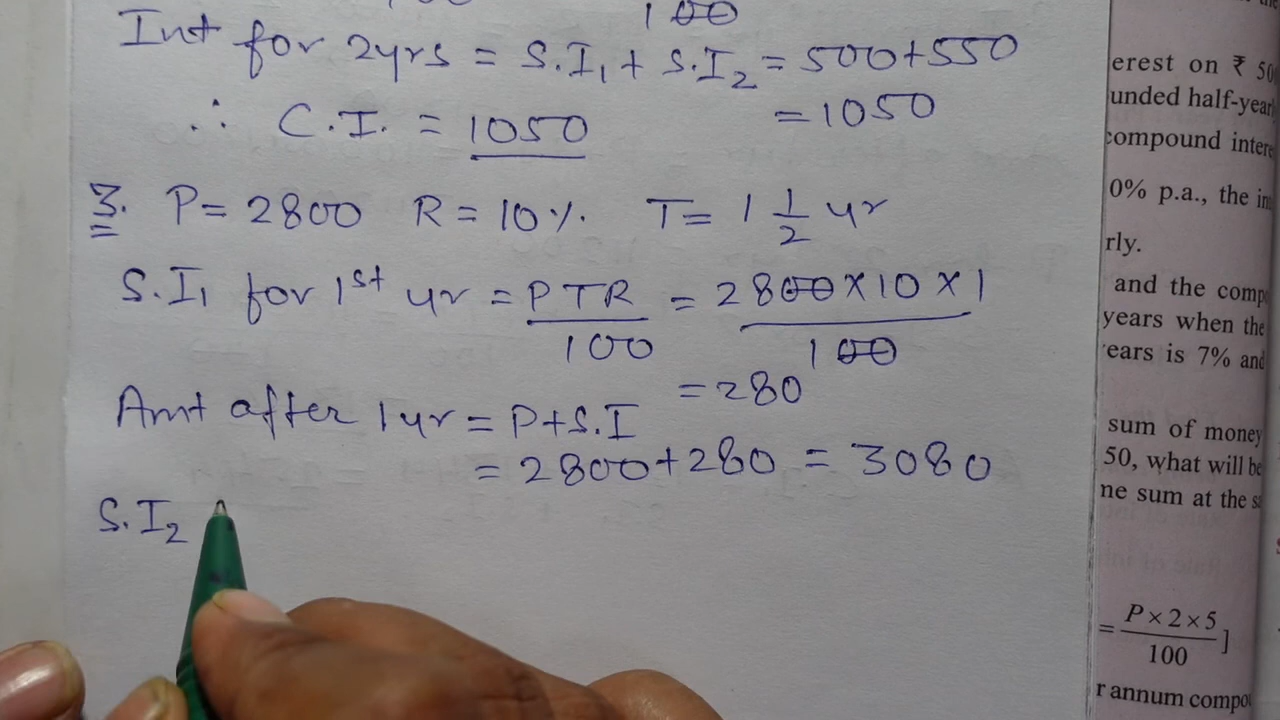 100
Int for 2yrs = S.I₁ + S.I₂ = 500+550
= 1050
∴ C.I. = 1050
3. P = 2800 R = 10%. T = 1 1/2 yr
S.I₁ for 1st yr = PTR/100 = 2800×10×1/100
= 280
Amt after 1yr = P+S.I
= 2800+280 = 3080
S.I₂
erest on ₹ 50
unded half-year
compound intere
0% p.a., the in
rly.
and the comp
years when the
ears is 7% and
sum of money
50, what will be
ne sum at the s
= P×2×5/100 ]
r annum compo